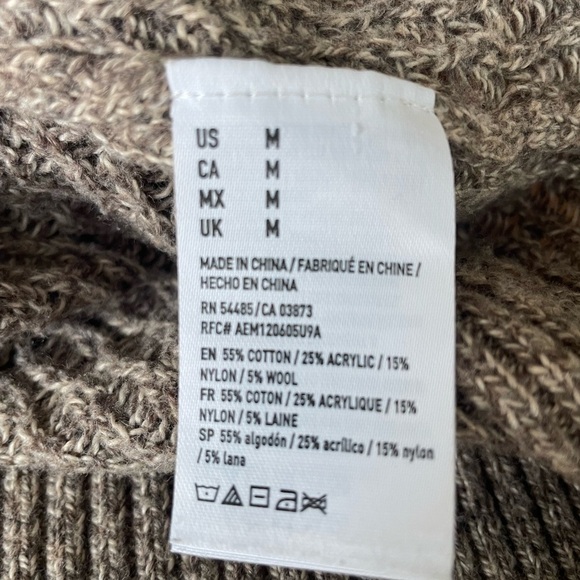 US M
CA M
MX M
UK M
MADE IN CHINA / FABRIQUÉ EN CHINE /
HECHO EN CHINA
RN 54485/CA 03873
RFC# AEM120605U9A
EN 55% COTTON / 25% ACRYLIC / 15%
NYLON / 5% WOOL
FR 55% COTON / 25% ACRYLIQUE / 15%
NYLON / 5% LAINE
SP 55% algodón / 25% acrílico / 15% nylon
/ 5% lana